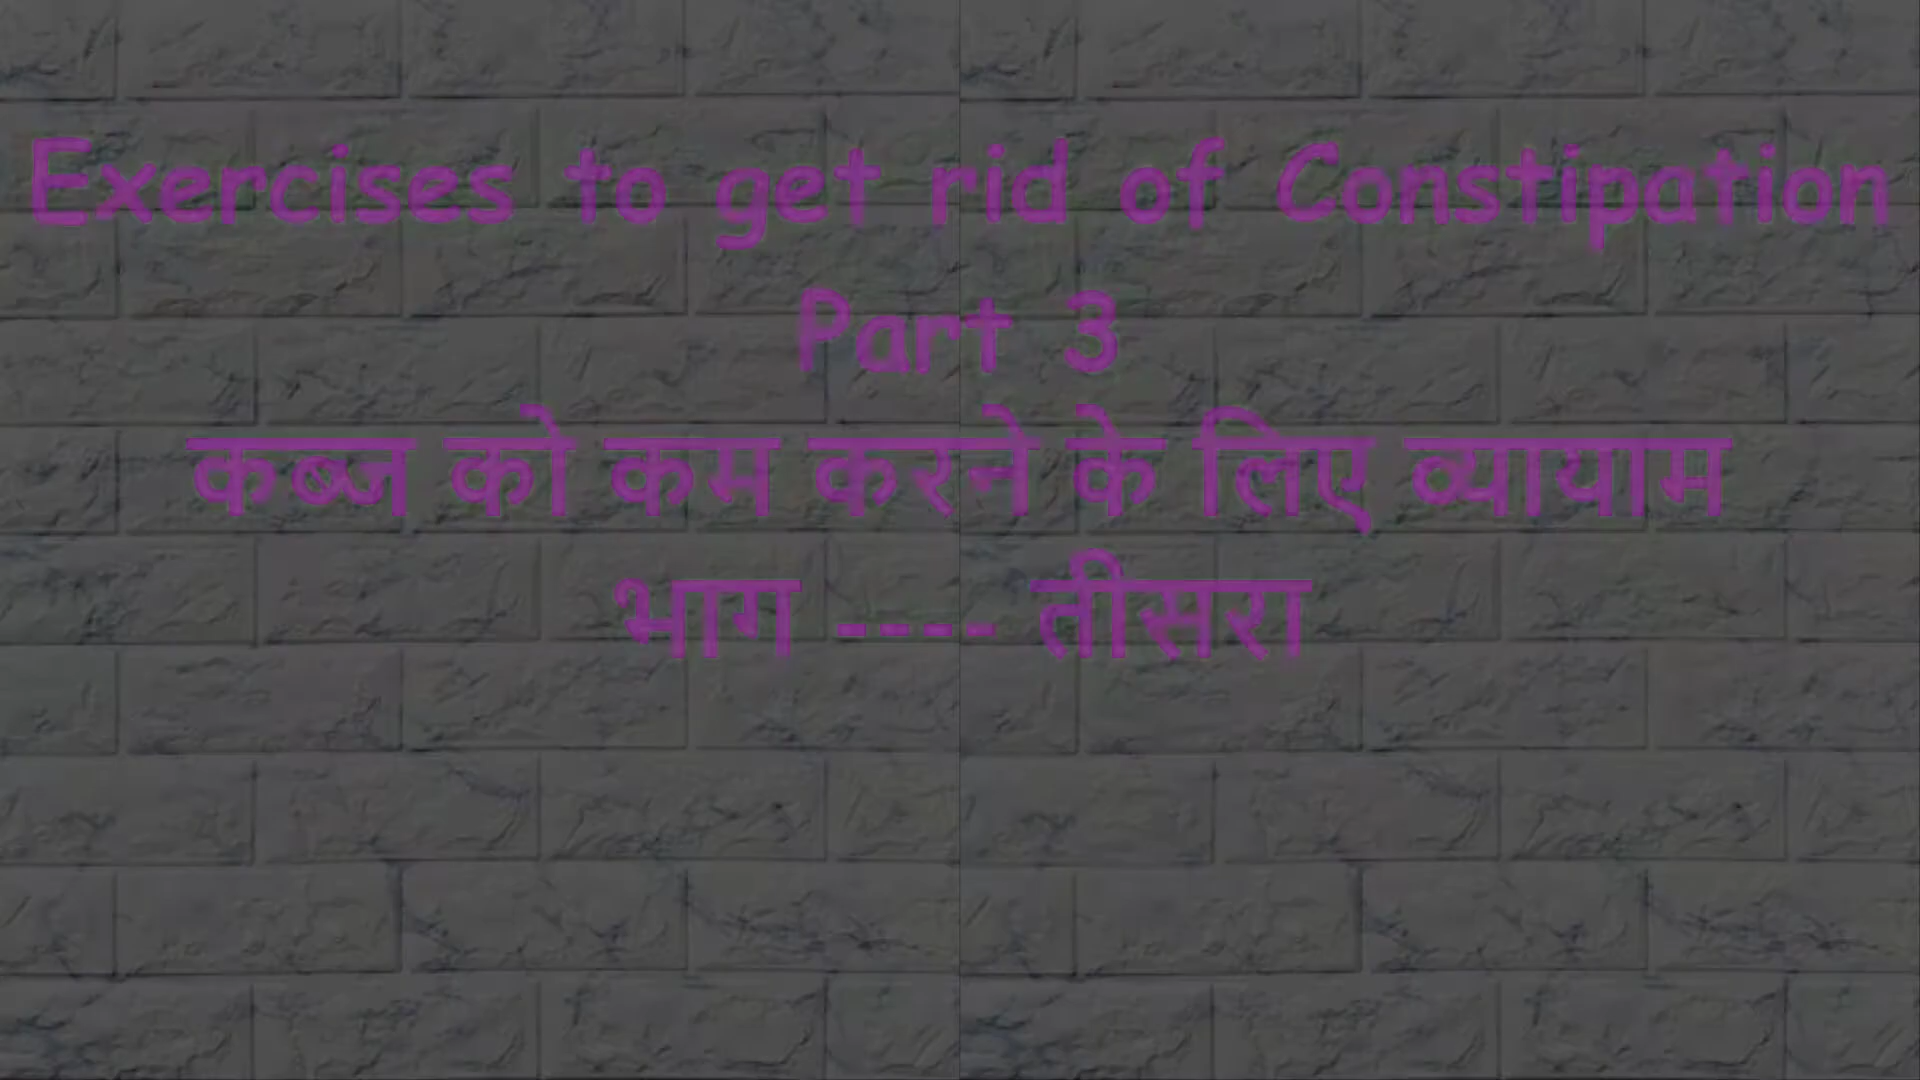 Exercises to get rid of Constipation
Part 3
कब्ज को कम करने के लिए व्यायाम
भाग ---- तीसरा